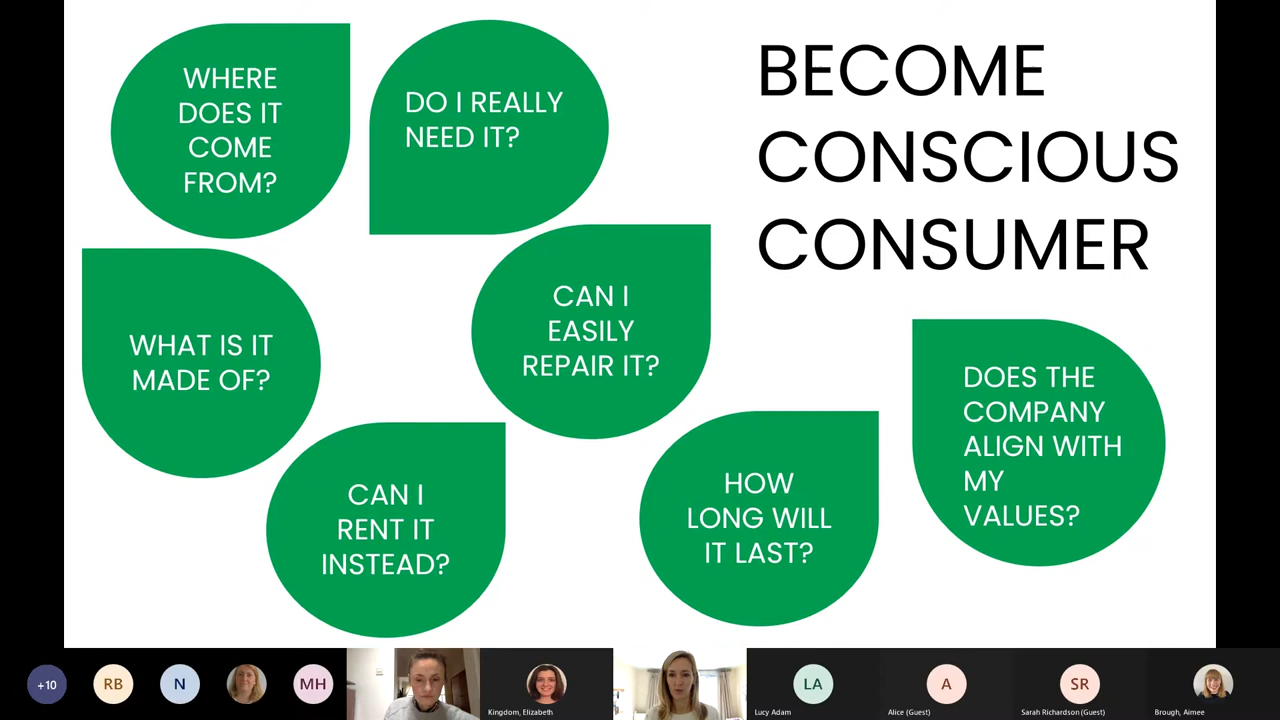 WHERE
DOES IT
COME
FROM?
DO I REALLY
NEED IT?
BECOME
CONSCIOUS
CONSUMER
WHAT IS IT
MADE OF?
CAN I
EASILY
REPAIR IT?
CAN I
RENT IT
INSTEAD?
HOW
LONG WILL
IT LAST?
DOES THE
COMPANY
ALIGN WITH
MY
VALUES?
+10
RB
N
MH
Kingdom, Elizabeth
LA
Lucy Adam
A
Alice (Guest)
SR
Sarah Richardson (Guest)
Brough, Aimee